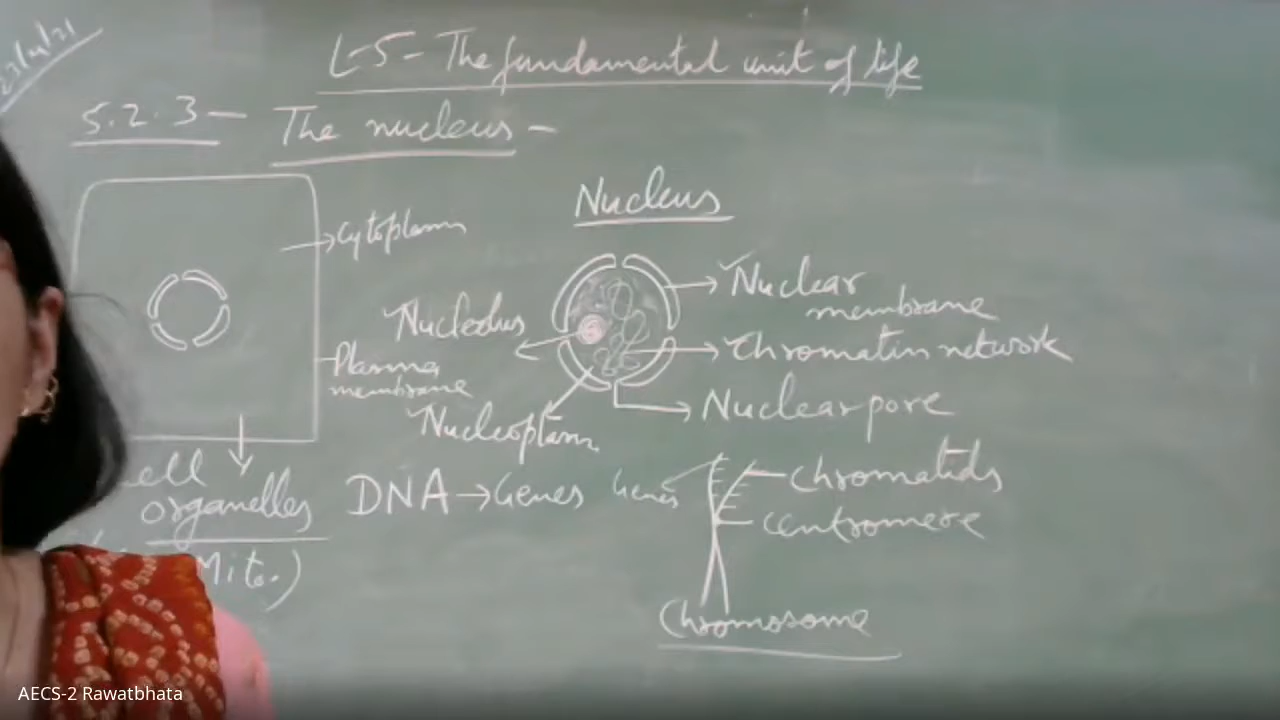 L-5- The fundamental unit of life
5.2.3- The nucleus -
Nucleus
Cytoplasm
Nuclear
membrane
Nucleolus
Chromatin network
Plasma
membrane
Nuclear pore
Nucleoplasm
Chromatids
organelles
DNA → Genes Genes
Centromere
Mito.)
Chromosome
AECS-2 Rawatbhata